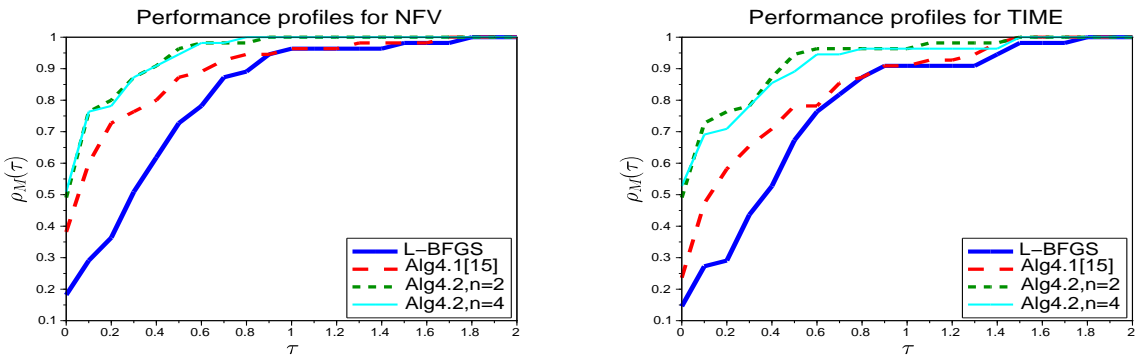 Performance profiles for NFV
1
0.9
0.8
0.7
0.6
0.5
0.4
0.3
0.2
0.1
ρ_M(τ)
0 0.2 0.4 0.6 0.8 1 1.2 1.4 1.6 1.8 2
τ
L−BFGS
Alg4.1[15]
Alg4.2,n=2
Alg4.2,n=4
Performance profiles for TIME
1
0.9
0.8
0.7
0.6
0.5
0.4
0.3
0.2
0.1
ρ_M(τ)
0 0.2 0.4 0.6 0.8 1 1.2 1.4 1.6 1.8 2
τ
L−BFGS
Alg4.1[15]
Alg4.2,n=2
Alg4.2,n=4